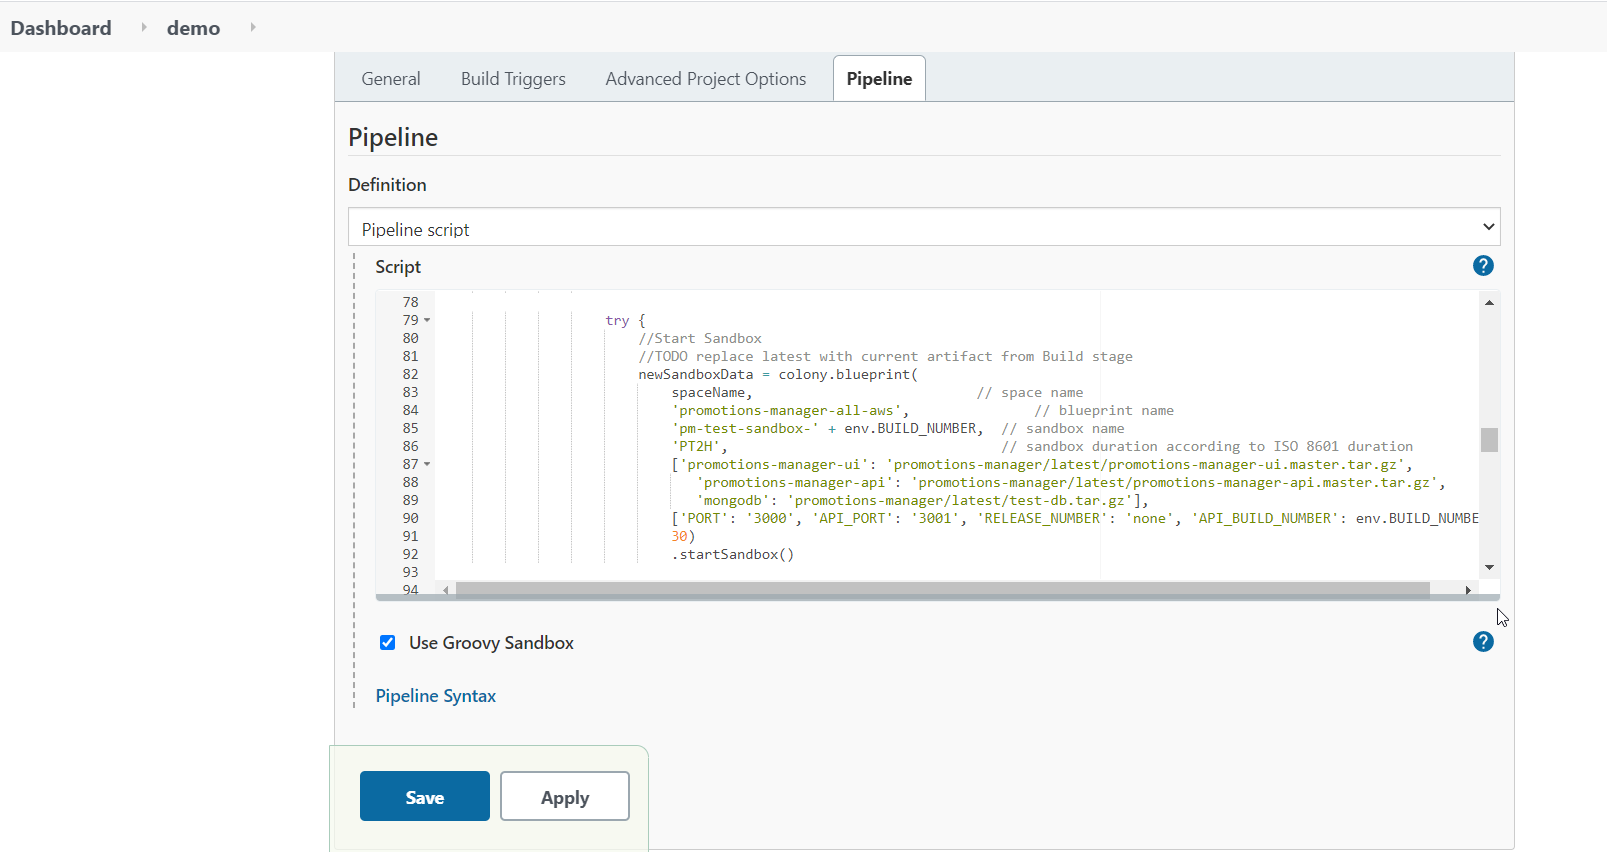 Dashboard demo
General Build Triggers Advanced Project Options Pipeline
Pipeline
Definition
Pipeline script
Script ?
78
79 try {
80 //Start Sandbox
81 //TODO replace latest with current artifact from Build stage
82 newSandboxData = colony.blueprint(
83 spaceName, // space name
84 'promotions-manager-all-aws', // blueprint name
85 'pm-test-sandbox-' + env.BUILD_NUMBER, // sandbox name
86 'PT2H', // sandbox duration according to ISO 8601 duration
87 ['promotions-manager-ui': 'promotions-manager/latest/promotions-manager-ui.master.tar.gz',
88 'promotions-manager-api': 'promotions-manager/latest/promotions-manager-api.master.tar.gz',
89 'mongodb': 'promotions-manager/latest/test-db.tar.gz'],
90 ['PORT': '3000', 'API_PORT': '3001', 'RELEASE_NUMBER': 'none', 'API_BUILD_NUMBER': env.BUILD_NUMBE
91 30)
92 .startSandbox()
93
94
Use Groovy Sandbox ?
Pipeline Syntax
Save Apply